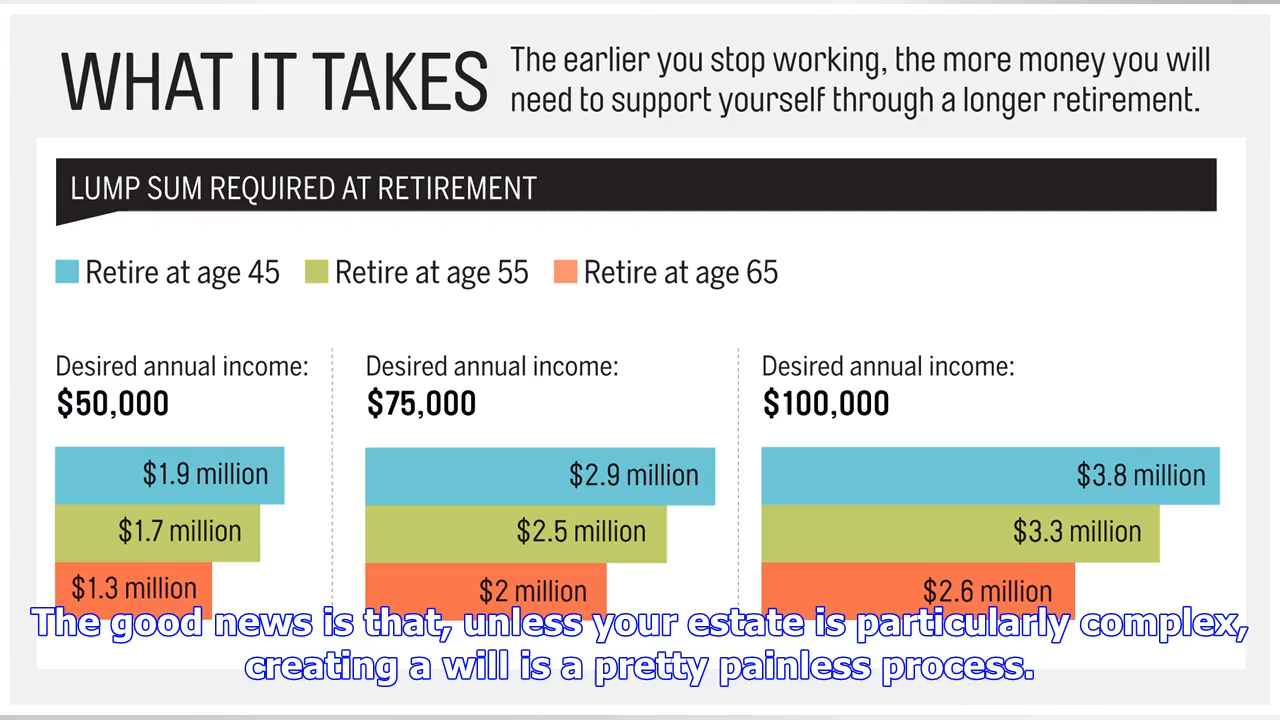 WHAT IT TAKES
The earlier you stop working, the more money you will
need to support yourself through a longer retirement.
LUMP SUM REQUIRED AT RETIREMENT
Retire at age 45
Retire at age 55
Retire at age 65
Desired annual income:
$50,000
$1.9 million
$1.7 million
$1.3 million
Desired annual income:
$75,000
$2.9 million
$2.5 million
$2 million
Desired annual income:
$100,000
$3.8 million
$3.3 million
$2.6 million
The good news is that, unless your estate is particularly complex,
creating a will is a pretty painless process.